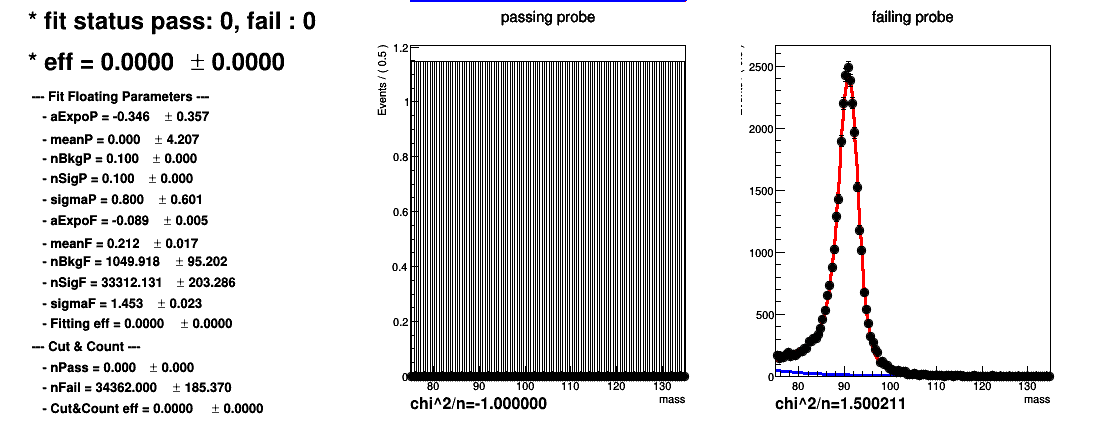 * fit status pass: 0, fail : 0
* eff = 0.0000 ± 0.0000
--- Fit Floating Parameters ---
- aExpoP = -0.346 ± 0.357
- meanP = 0.000 ± 4.207
- nBkgP = 0.100 ± 0.000
- nSigP = 0.100 ± 0.000
- sigmaP = 0.800 ± 0.601
- aExpoF = -0.089 ± 0.005
- meanF = 0.212 ± 0.017
- nBkgF = 1049.918 ± 95.202
- nSigF = 33312.131 ± 203.286
- sigmaF = 1.453 ± 0.023
- Fitting eff = 0.0000 ± 0.0000
--- Cut & Count ---
- nPass = 0.000 ± 0.000
- nFail = 34362.000 ± 185.370
- Cut&Count eff = 0.0000 ± 0.0000
passing probe
Events / ( 0.5 )
1.2
1
0.8
0.6
0.4
0.2
0
80 90 100 110 120 130
mass
chi^2/n=-1.000000
failing probe
2500
2000
1500
1000
500
0
80 90 100 110 120 130
mass
chi^2/n=1.500211